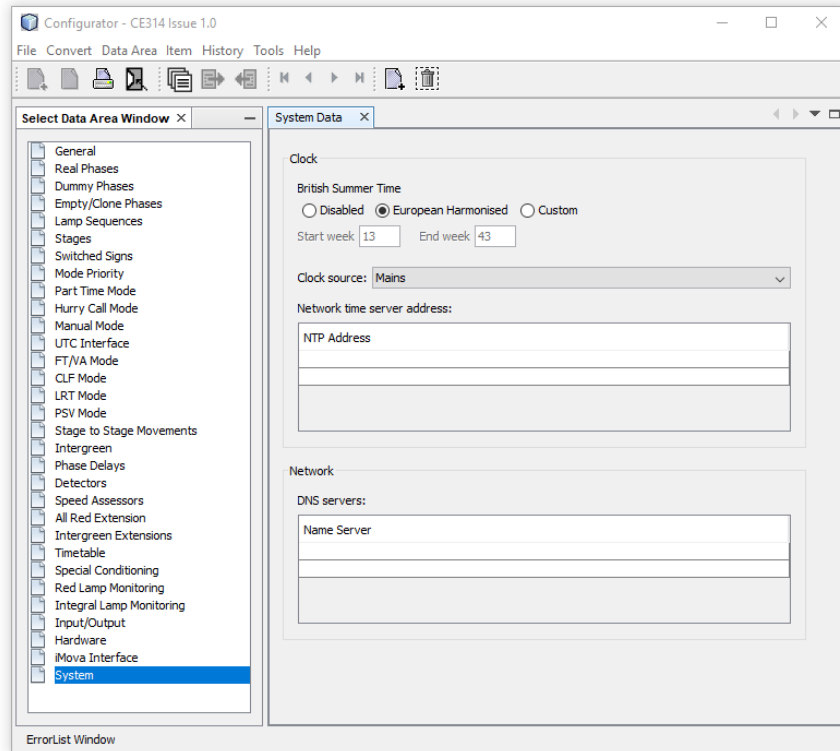 Configurator - CE314 Issue 1.0
File Convert Data Area Item History Tools Help
Select Data Area Window
General
Real Phases
Dummy Phases
Empty/Clone Phases
Lamp Sequences
Stages
Switched Signs
Mode Priority
Part Time Mode
Hurry Call Mode
Manual Mode
UTC Interface
FT/VA Mode
CLF Mode
LRT Mode
PSV Mode
Stage to Stage Movements
Intergreen
Phase Delays
Detectors
Speed Assessors
All Red Extension
Intergreen Extensions
Timetable
Special Conditioning
Red Lamp Monitoring
Integral Lamp Monitoring
Input/Output
Hardware
iMova Interface
System
System Data
Clock
British Summer Time
Disabled European Harmonised Custom
Start week 13 End week 43
Clock source: Mains
Network time server address:
NTP Address
Network
DNS servers:
Name Server
ErrorList Window